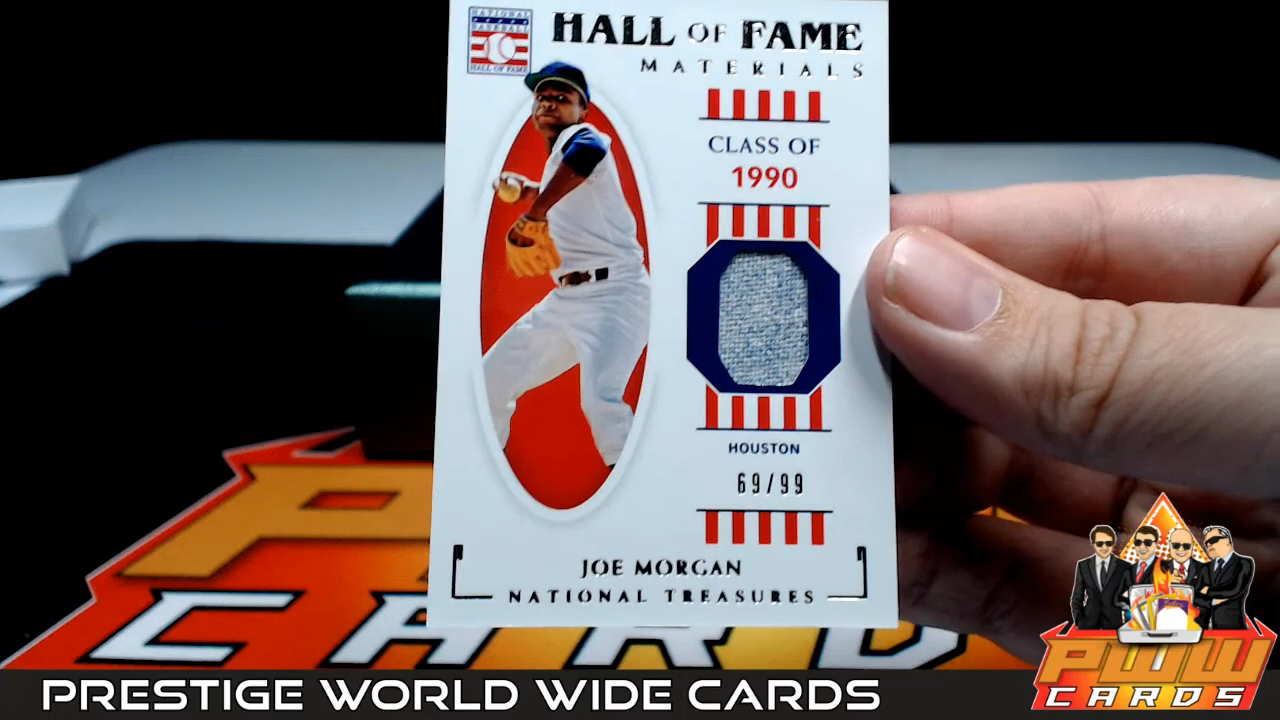 NATIONAL
BASEBALL
HALL OF FAME
HALL OF FAME
MATERIALS
CLASS OF
1990
HOUSTON
69/99
JOE MORGAN
NATIONAL TREASURES
CARD
PWW
CARDS
PRESTIGE WORLD WIDE CARDS